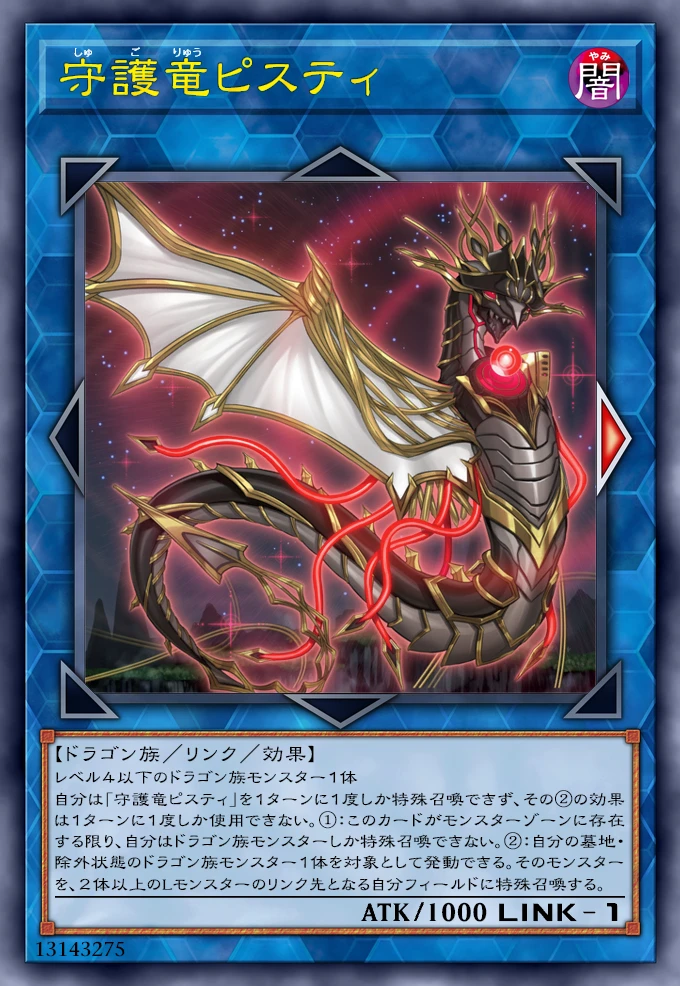 しゅ ご りゅう
守護竜ピスティ
やみ
闇
【ドラゴン族／リンク／効果】
レベル４以下のドラゴン族モンスター１体
自分は「守護竜ピスティ」を１ターンに１度しか特殊召喚できず、その②の効果
は１ターンに１度しか使用できない。①：このカードがモンスターゾーンに存在
する限り、自分はドラゴン族モンスターしか特殊召喚できない。②：自分の墓地・
除外状態のドラゴン族モンスター１体を対象として発動できる。そのモンスター
を、２体以上のLモンスターのリンク先となる自分フィールドに特殊召喚する。
ATK/1000 LINK - 1
13143275